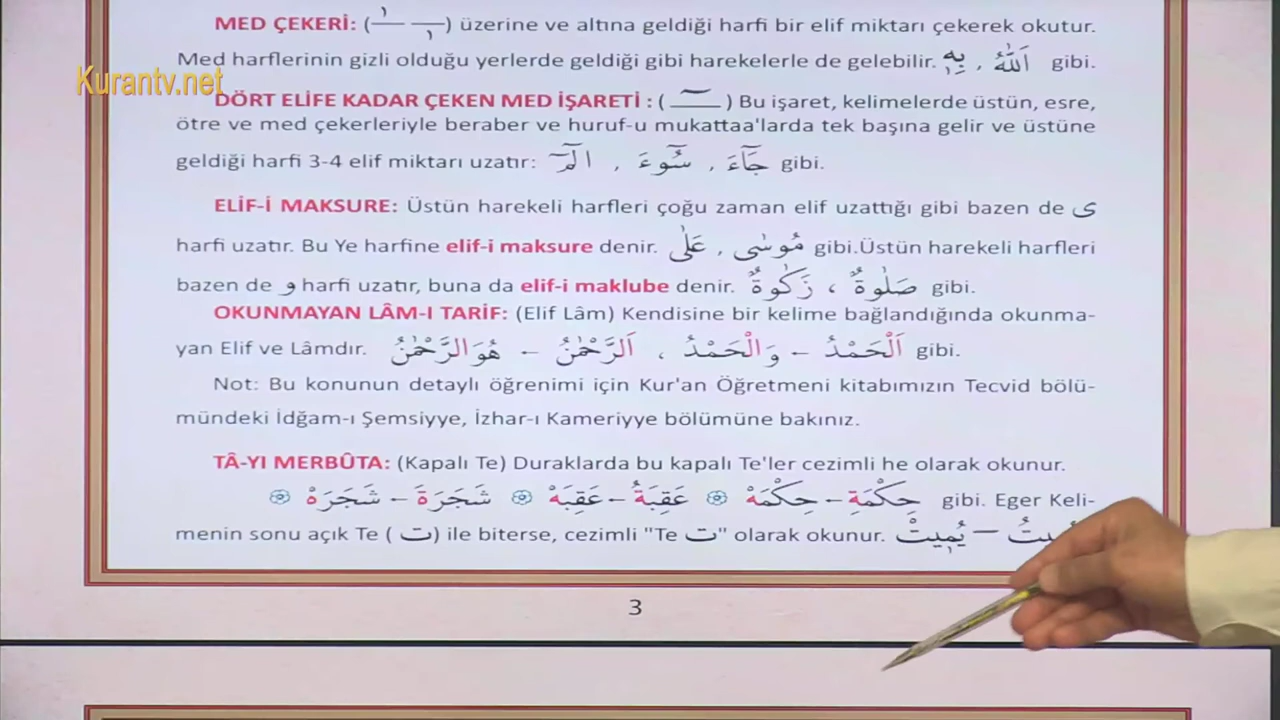 MED ÇEKERİ: ( ) üzerine ve altına geldiği harfi bir elif miktarı çekerek okutur.
Med harflerinin gizli olduğu yerlerde geldiği gibi harekelerle de gelebilir. اَللّٰهُ , بِهٖ gibi.
Kurantv.net
DÖRT ELİFE KADAR ÇEKEN MED İŞARETİ : ( ) Bu işaret, kelimelerde üstün, esre,
ötre ve med çekerleriyle beraber ve huruf-u mukattaa'larda tek başına gelir ve üstüne
geldiği harfi 3-4 elif miktarı uzatır: جَٓاءَ , سُٓوءَ , الٓمٓ gibi.
ELİF-İ MAKSURE: Üstün harekeli harfleri çoğu zaman elif uzattığı gibi bazen de ى
harfi uzatır. Bu Ye harfine elif-i maksure denir. مُوسٰى , عَلٰى gibi.Üstün harekeli harfleri
bazen de و harfi uzatır, buna da elif-i maklube denir. صَلٰوةٌ ، زَكٰوةٌ gibi.
OKUNMAYAN LÂM-I TARİF: (Elif Lâm) Kendisine bir kelime bağlandığında okunma-
yan Elif ve Lâmdır. اَلْحَمْدُ – وَالْحَمْدُ ، اَلرَّحْمٰنُ – هُوَ الرَّحْمٰنُ gibi.
Not: Bu konunun detaylı öğrenimi için Kur'an Öğretmeni kitabımızın Tecvid bölü-
mündeki İdğam-ı Şemsiyye, İzhar-ı Kameriyye bölümüne bakınız.
TÂ-YI MERBÛTA: (Kapalı Te) Duraklarda bu kapalı Te'ler cezimli he olarak okunur.
حِكْمَةِ – حِكْمَهْ عَقِبَةُ – عَقِبَهْ شَجَرَةَ – شَجَرَهْ gibi. Eger Keli-
menin sonu açık Te ( ت ) ile biterse, cezimli "Te ت" olarak okunur. – يُمٖيتْ
3